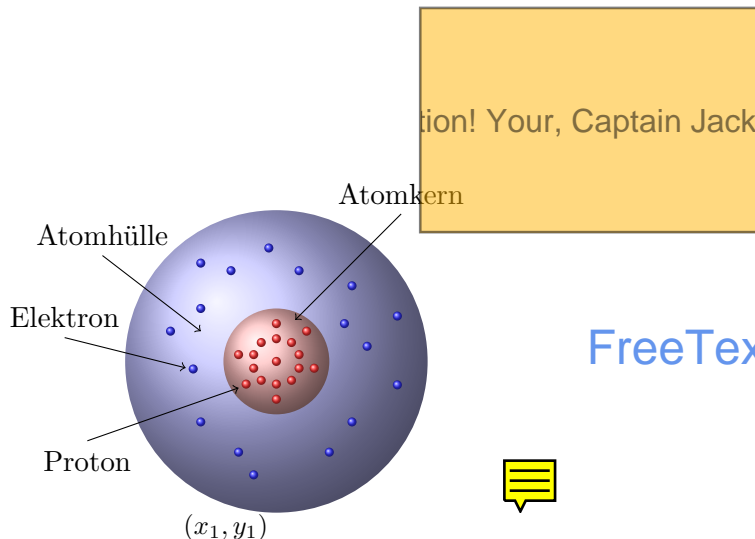 tion! Your, Captain Jack
Atomkern
Atomhülle
Elektron
FreeTex
Proton
(x₁, y₁)